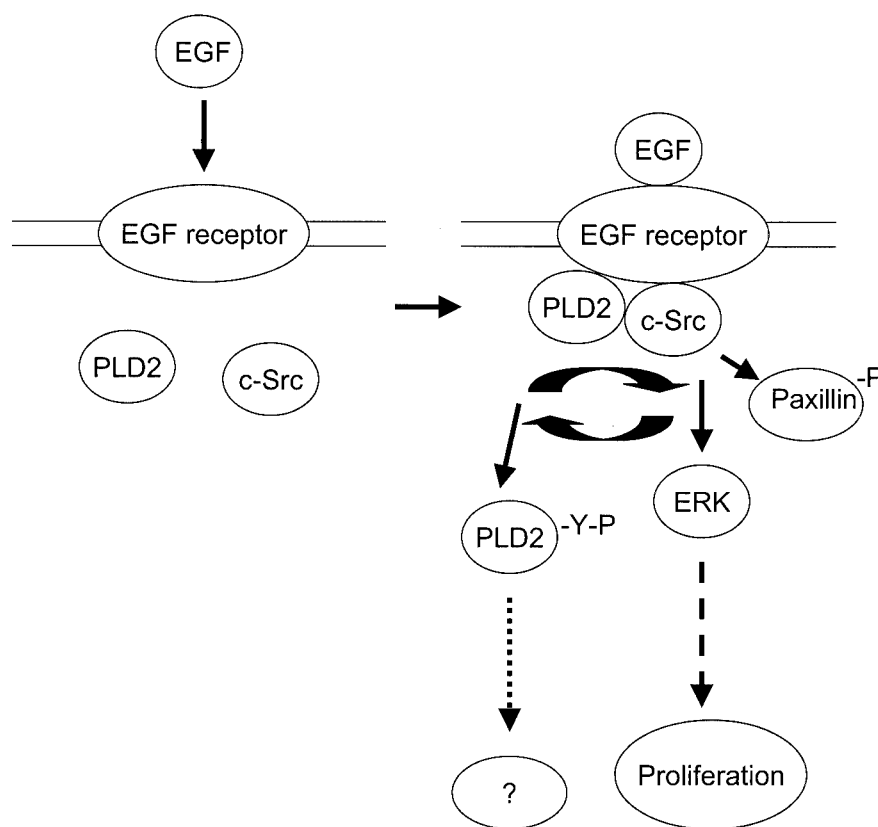 EGF
EGF receptor
PLD2
c-Src
EGF
EGF receptor
PLD2
c-Src
Paxillin
-P
PLD2
-Y-P
ERK
?
Proliferation